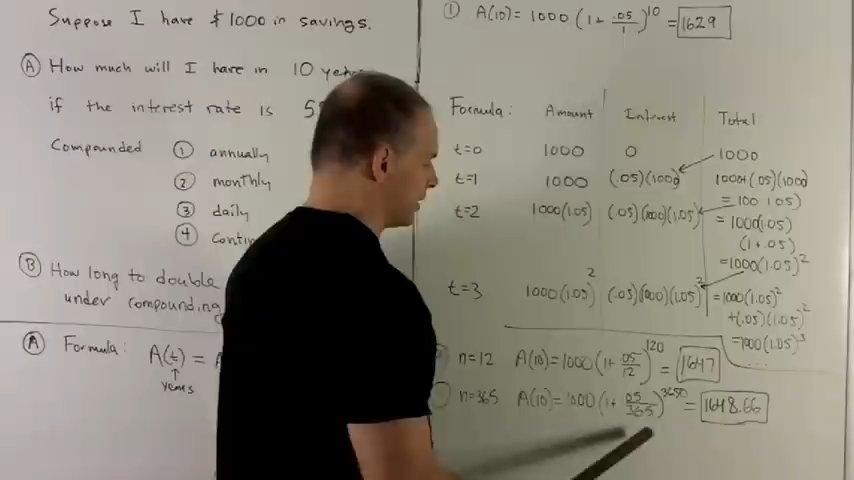 Suppose I have $1000 in savings.
(A) How much will I have in 10
if the interest rate is 5
Compounded (1) annually
(2) monthly
(3) daily
(4)
(B) How long to double
under compounding
(A) Formula: A(t) =
↑
years
(1) A(10) = 1000 (1 + .05/1)^10 = 1629
Formula: Amount Interest Total
t=0 1000 0 1000
t=1 1000 (.05)(1000) 1000+(.05)(1000)
t=2 1000(1.05) (.05)(1000)(1.05) = 1000(1.05)
(1+.05)
=1000(1.05)^2
t=3 1000(1.05)^2 (.05)(1000)(1.05)^2 =1000(1.05)^2
+(.05)(1.05)^2
=1000(1.05)^3
...
n=12 A(10)=1000(1+ .05/12)^120 = 1647
n=365 A(10)=1000(1+ .05/365)^3650 = 1648.66